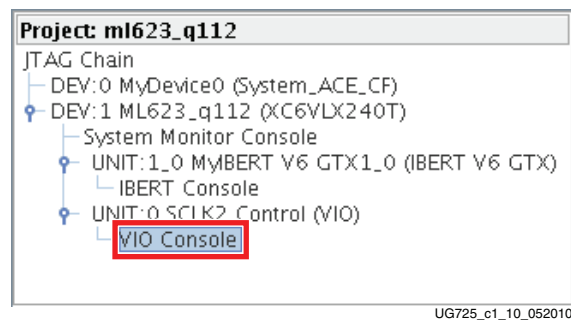 Project: ml623_q112
JTAG Chain
DEV:0 MyDevice0 (System_ACE_CF)
DEV:1 ML623_q112 (XC6VLX240T)
System Monitor Console
UNIT:1_0 MyIBERT V6 GTX1_0 (IBERT V6 GTX)
IBERT Console
UNIT:0 SCLK2 Control (VIO)
VIO Console
UG725_c1_10_052010